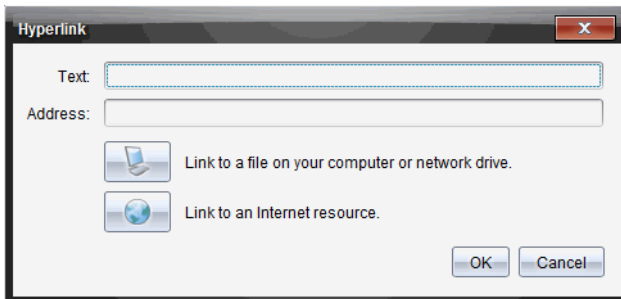 Hyperlink
Text:
Address:
Link to a file on your computer or network drive.
Link to an Internet resource.
OK Cancel